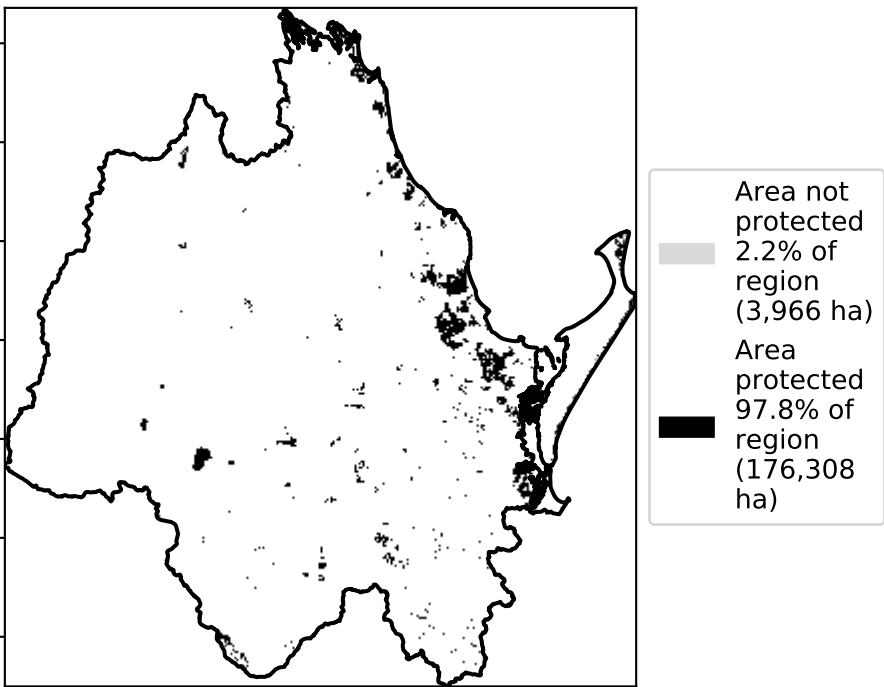 Area not
protected
2.2% of
region
(3,966 ha)
Area
protected
97.8% of
region
(176,308
ha)